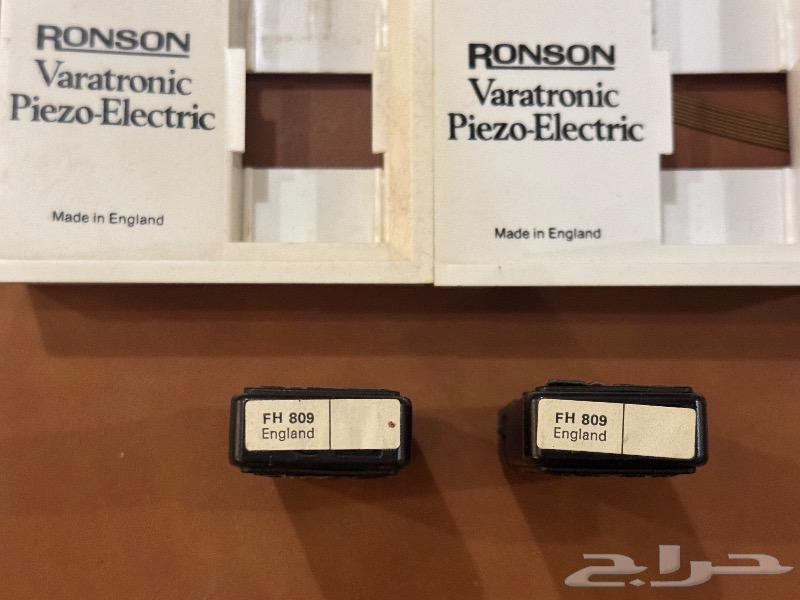 RONSON
Varatronic
Piezo-Electric
Made in England
RONSON
Varatronic
Piezo-Electric
Made in England
FH 809
England
FH 809
England
حراج